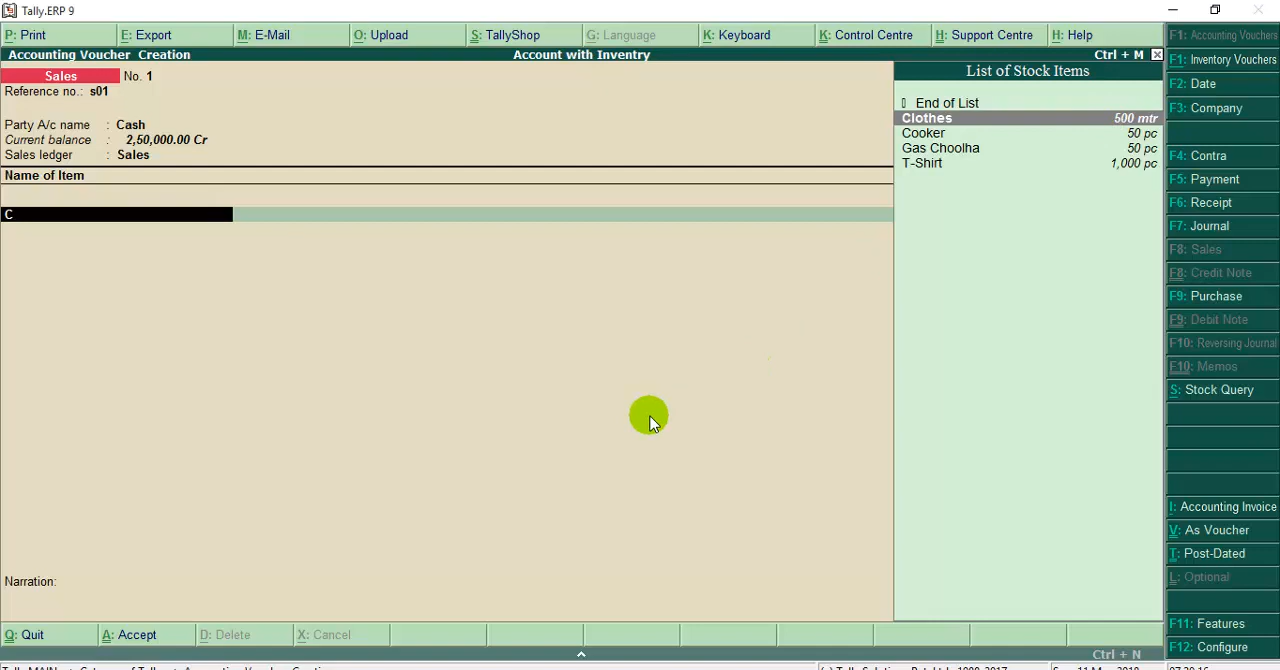 Tally.ERP 9
P: Print E: Export M: E-Mail O: Upload S: TallyShop G: Language K: Keyboard K: Control Centre H: Support Centre H: Help
Accounting Voucher Creation Account with Inventry Ctrl + M
Sales No. 1
Reference no.: s01
Party A/c name : Cash
Current balance : 2,50,000.00 Cr
Sales ledger : Sales
Name of Item
C
Narration:
List of Stock Items
End of List
Clothes 500 mtr
Cooker 50 pc
Gas Choolha 50 pc
T-Shirt 1,000 pc
F1: Accounting Vouchers
F1: Inventory Vouchers
F2: Date
F3: Company
F4: Contra
F5: Payment
F6: Receipt
F7: Journal
F8: Sales
F8: Credit Note
F9: Purchase
F9: Debit Note
F10: Reversing Journal
F10: Memos
S: Stock Query
I: Accounting Invoice
V: As Voucher
T: Post-Dated
L: Optional
F11: Features
F12: Configure
Q: Quit A: Accept D: Delete X: Cancel
Ctrl + N